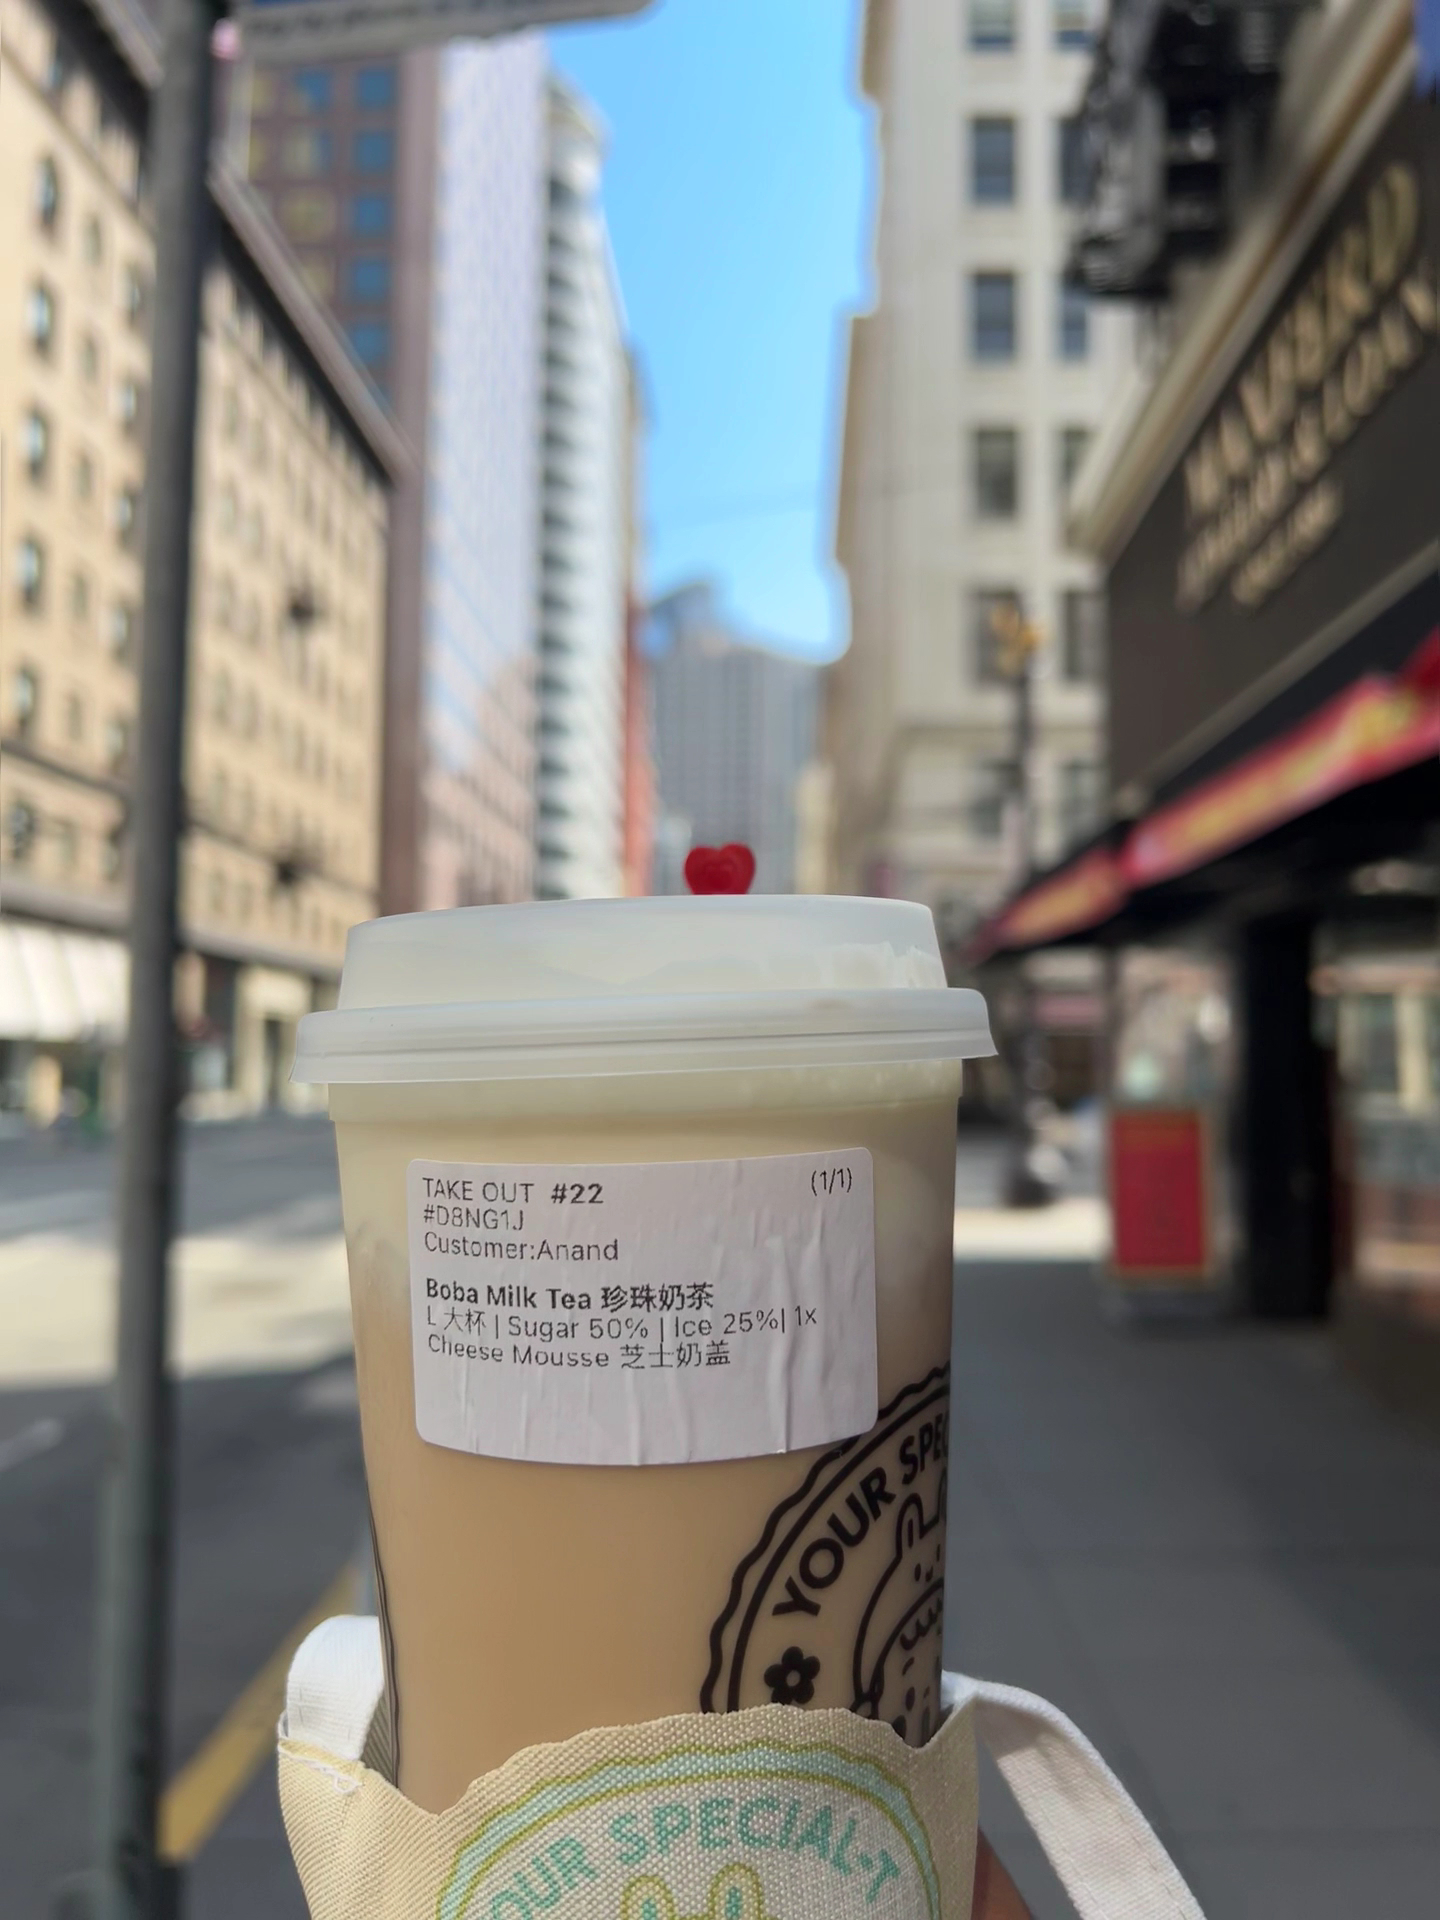 TAKE OUT #22 (1/1)
#D8NG1J
Customer:Anand
Boba Milk Tea 珍珠奶茶
L 大杯 | Sugar 50% | Ice 25%| 1x
Cheese Mousse 芝士奶盖
YOUR SPEC
OUR SPECIAL-T